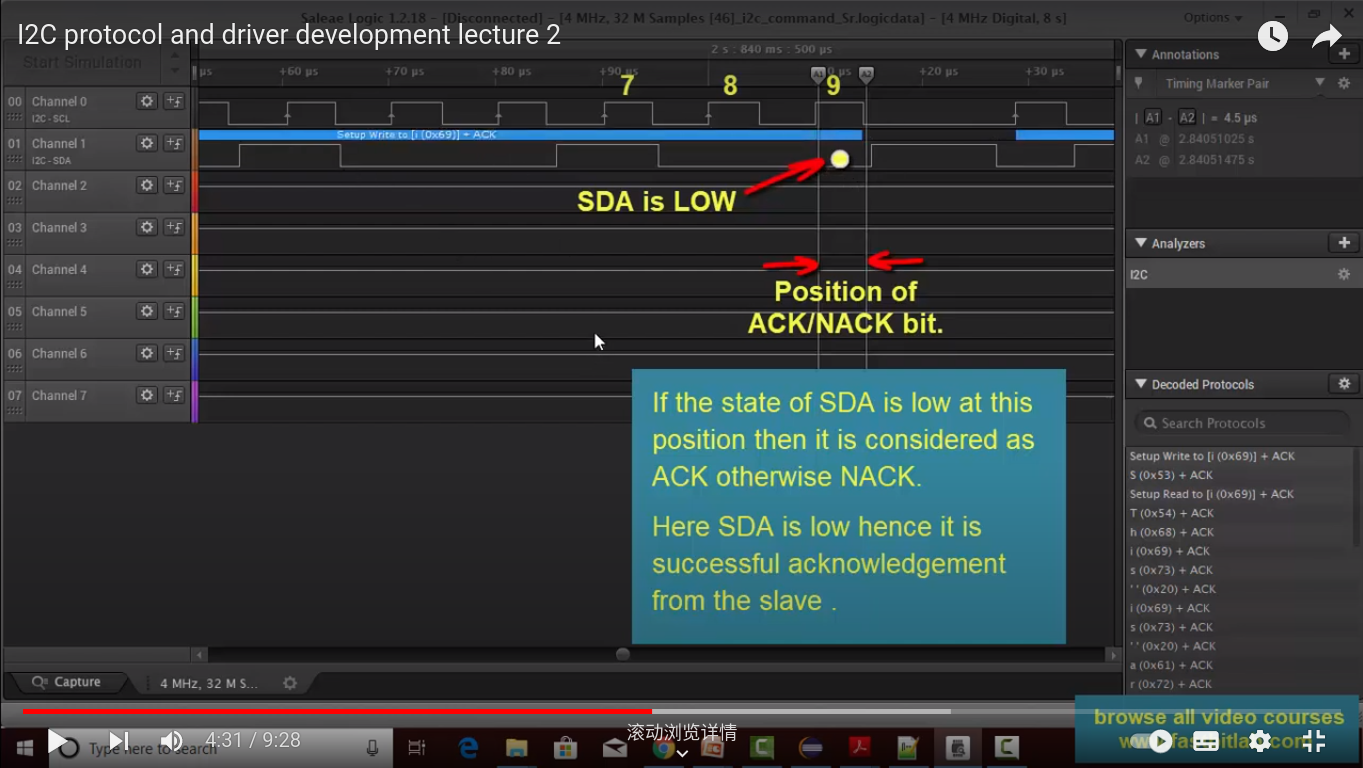 Saleae Logic 1.2.18 - [Disconnected] - [4 MHz, 32 M Samples [46]_i2c_command_Sr.logicdata] - [4 MHz Digital, 8 s]
Options
I2C protocol and driver development lecture 2
Start Simulation
2 s : 840 ms : 500 µs
µs
+60 µs
+70 µs
+80 µs
+90 µs
0 µs
+20 µs
+30 µs
A1
A2
7
8
9
00 Channel 0
I2C - SCL
01 Channel 1
I2C - SDA
Setup Write to [i (0x69)] + ACK
02 Channel 2
03 Channel 3
04 Channel 4
05 Channel 5
06 Channel 6
07 Channel 7
SDA is LOW
Position of
ACK/NACK bit.
If the state of SDA is low at this
position then it is considered as
ACK otherwise NACK.
Here SDA is low hence it is
successful acknowledgement
from the slave .
Annotations
Timing Marker Pair
| A1 - A2 | = 4.5 µs
A1 @ 2.84051025 s
A2 @ 2.84051475 s
Analyzers
I2C
Decoded Protocols
Search Protocols
Setup Write to [i (0x69)] + ACK
S (0x53) + ACK
Setup Read to [i (0x69)] + ACK
T (0x54) + ACK
h (0x68) + ACK
i (0x69) + ACK
s (0x73) + ACK
' ' (0x20) + ACK
i (0x69) + ACK
s (0x73) + ACK
' ' (0x20) + ACK
a (0x61) + ACK
r (0x72) + ACK
Capture
4 MHz, 32 M S...
browse all video courses
滚动浏览详情
Type here to search
4:31 / 9:28